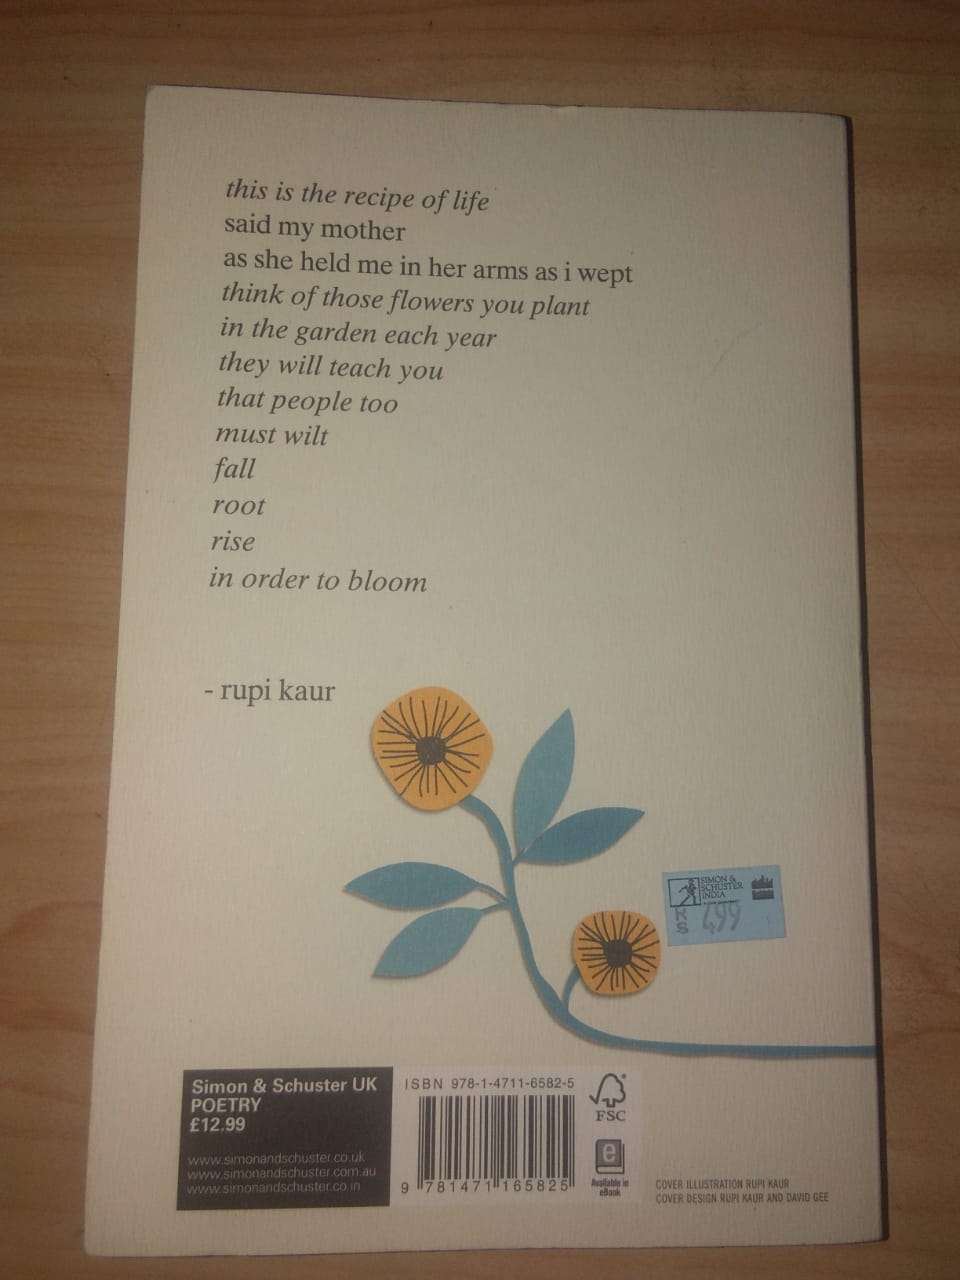 this is the recipe of life
said my mother
as she held me in her arms as i wept
think of those flowers you plant
in the garden each year
they will teach you
that people too
must wilt
fall
root
rise
in order to bloom
- rupi kaur
SIMON &
SCHUSTER
INDIA
RS 499
Simon & Schuster UK
POETRY
£12.99
www.simonandschuster.co.uk
www.simonandschuster.com.au
www.simonandschuster.co.in
ISBN 978-1-4711-6582-5
9 781471 165825
FSC
e
Available in
eBook
COVER ILLUSTRATION RUPI KAUR
COVER DESIGN RUPI KAUR AND DAVID GEE